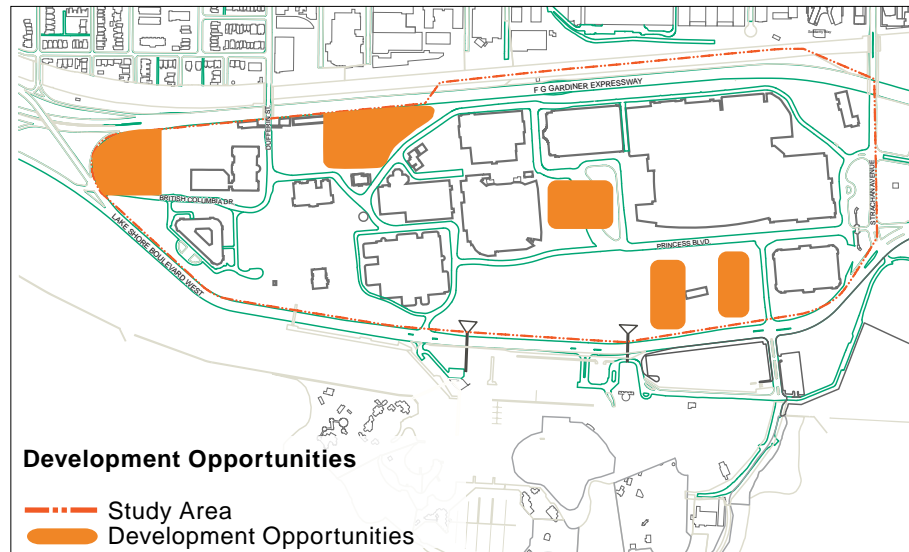 F G GARDINER EXPRESSWAY
DUFFERIN ST.
STRACHAN AVENUE
BRITISH COLUMBIA DR
LAKE SHORE BOULEVARD WEST
PRINCESS BLVD
Development Opportunities
Study Area
Development Opportunities